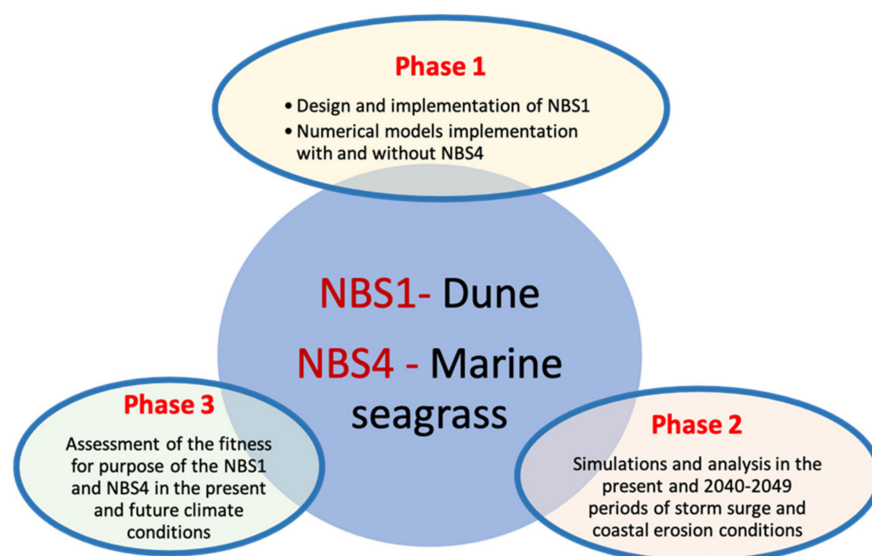 Phase 1
• Design and implementation of NBS1
• Numerical models implementation
with and without NBS4
NBS1- Dune
NBS4 - Marine
seagrass
Phase 3
Assessment of the fitness
for purpose of the NBS1
and NBS4 in the present
and future climate
conditions
Phase 2
Simulations and analysis in the
present and 2040-2049
periods of storm surge and
coastal erosion conditions